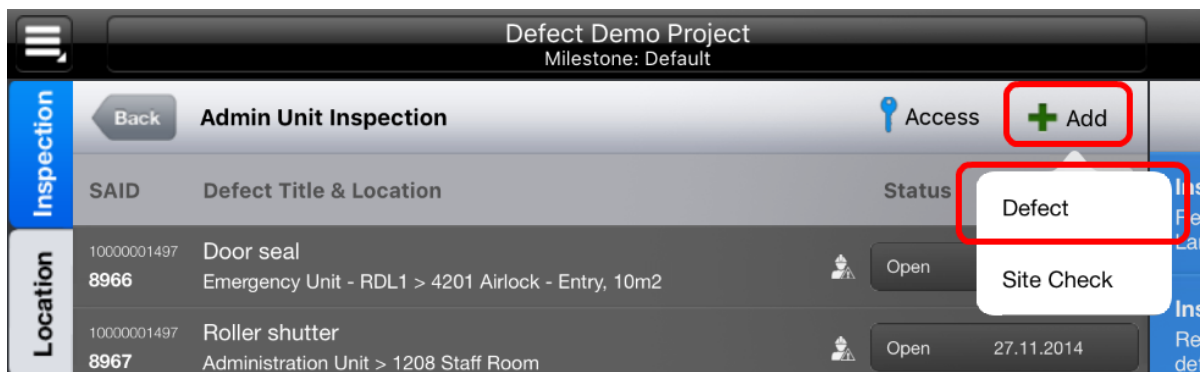 Defect Demo Project
Milestone: Default
Inspection
Location
Back
Admin Unit Inspection
Access
Add
SAID
Defect Title & Location
Status
Defect
Site Check
10000001497
8966
Door seal
Emergency Unit - RDL1 > 4201 Airlock - Entry, 10m2
Open
10000001497
8967
Roller shutter
Administration Unit > 1208 Staff Room
Open
27.11.2014